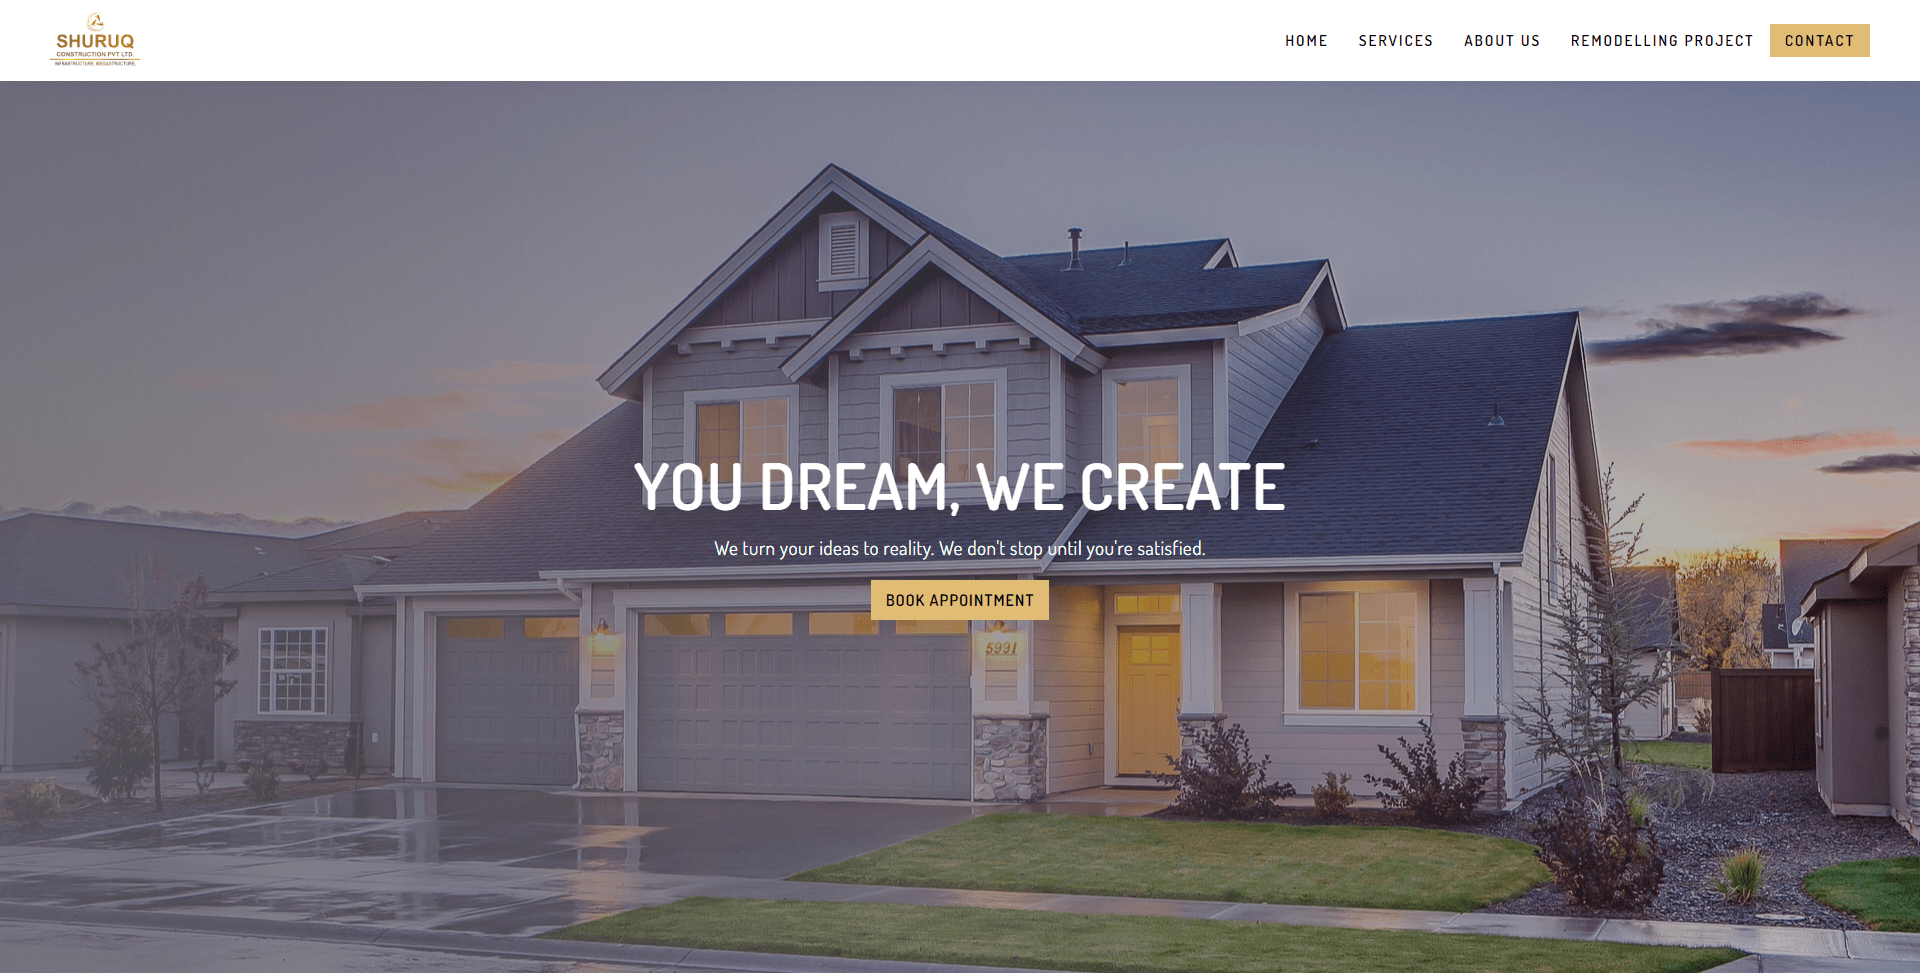 SHURUQ
CONSTRUCTION PVT LTD.
INFRASTRUCTURE, MEGASTRUCTURE.
HOME SERVICES ABOUT US REMODELLING PROJECT CONTACT
YOU DREAM, WE CREATE
We turn your ideas to reality. We don't stop until you're satisfied.
BOOK APPOINTMENT
5991